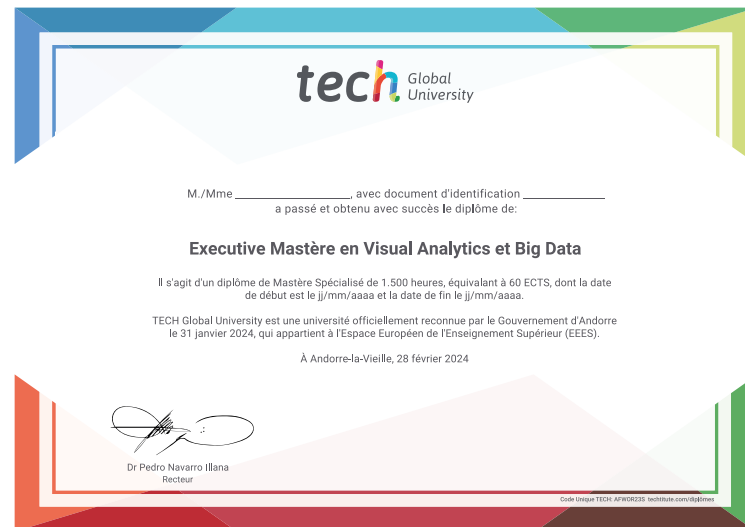 tech Global
University
M./Mme ____________________, avec document d'identification ______________
a passé et obtenu avec succès le diplôme de:
Executive Mastère en Visual Analytics et Big Data
Il s'agit d'un diplôme de Mastère Spécialisé de 1.500 heures, équivalant à 60 ECTS, dont la date
de début est le jj/mm/aaaa et la date de fin le jj/mm/aaaa.
TECH Global University est une université officiellement reconnue par le Gouvernement d'Andorre
le 31 janvier 2024, qui appartient à l'Espace Européen de l'Enseignement Supérieur (EEES).
À Andorre-la-Vieille, 28 février 2024
Dr Pedro Navarro Illana
Recteur
Code Unique TECH: AFWOR23S techtitute.com/diplômes